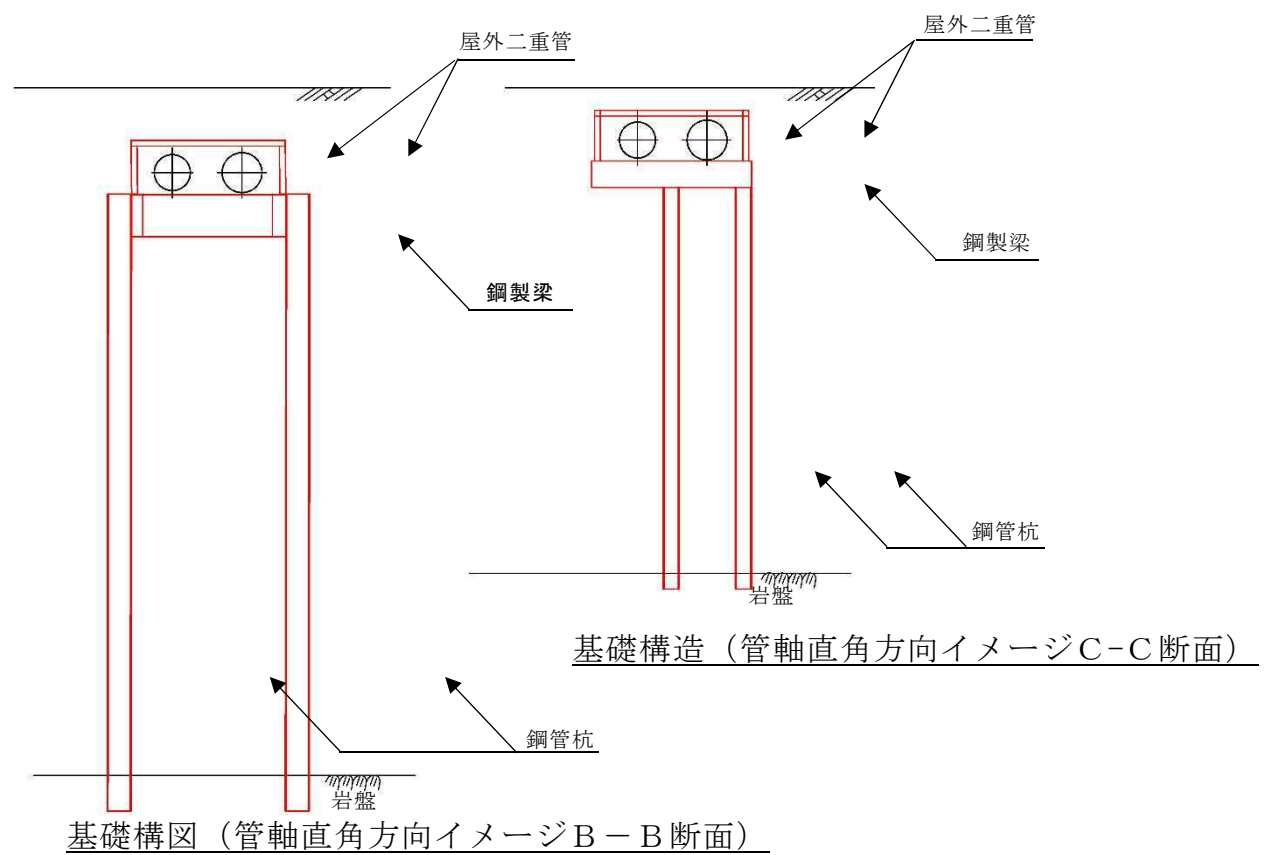 屋外二重管
屋外二重管
鋼製梁
鋼製梁
鋼管杭
岩盤
基礎構造（管軸直角方向イメージＣ-Ｃ断面）
鋼管杭
岩盤
基礎構図（管軸直角方向イメージＢ－Ｂ断面）